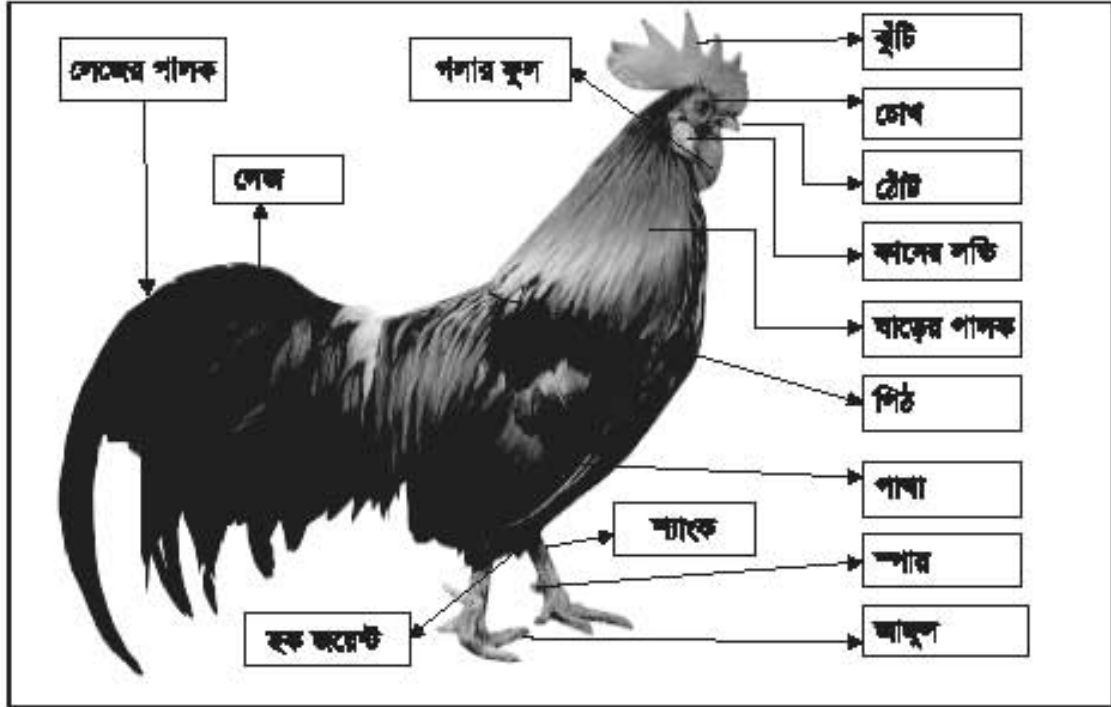 ঝুঁটি
লেজের পালক
গলার ফুল
চোখ
ঠোঁট
লেজ
কানের লতি
ঘাড়ের পালক
পিঠ
পাখা
শ্যাংক
স্পার
হক জয়েন্ট
আঙ্গুল